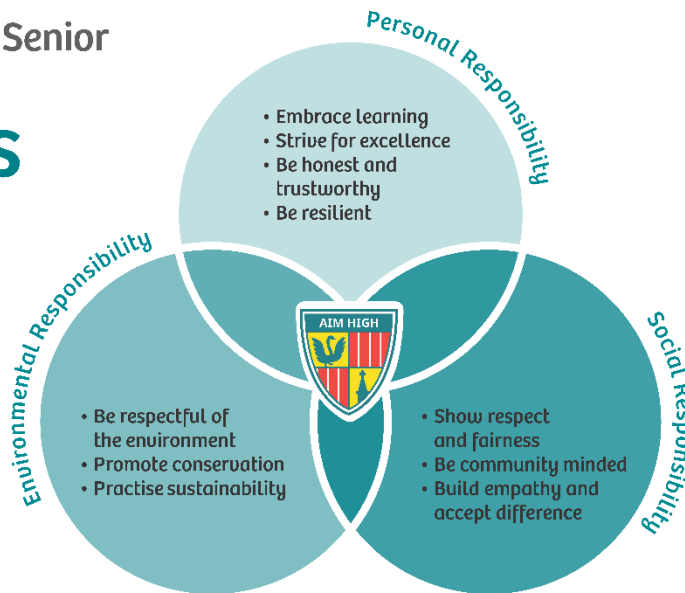 Senior
s
Personal Responsibility
• Embrace learning
• Strive for excellence
• Be honest and
trustworthy
• Be resilient
Environmental Responsibility
AIM HIGH
Social Responsibility
• Be respectful of
the environment
• Promote conservation
• Practise sustainability
• Show respect
and fairness
• Be community minded
• Build empathy and
accept difference